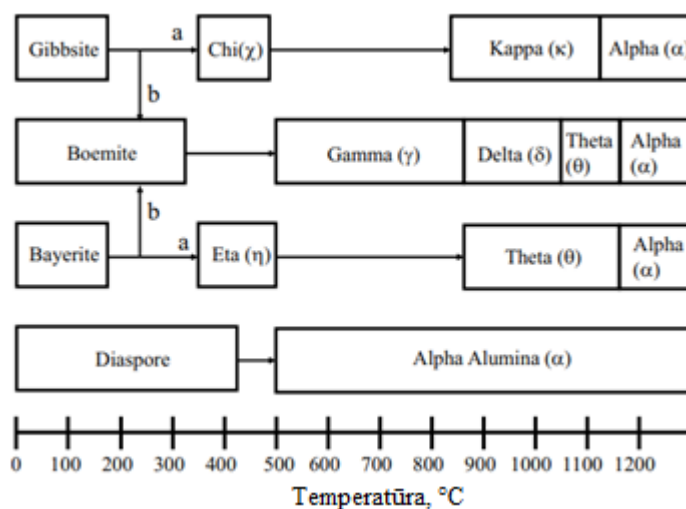 Gibbsite a Chi(χ) Kappa (κ) Alpha (α)
b
Boemite Gamma (γ) Delta (δ) Theta (θ) Alpha (α)
b
Bayerite a Eta (η) Theta (θ) Alpha (α)
Diaspore Alpha Alumina (α)
0 100 200 300 400 500 600 700 800 900 1000 1100 1200
Temperatūra, °C